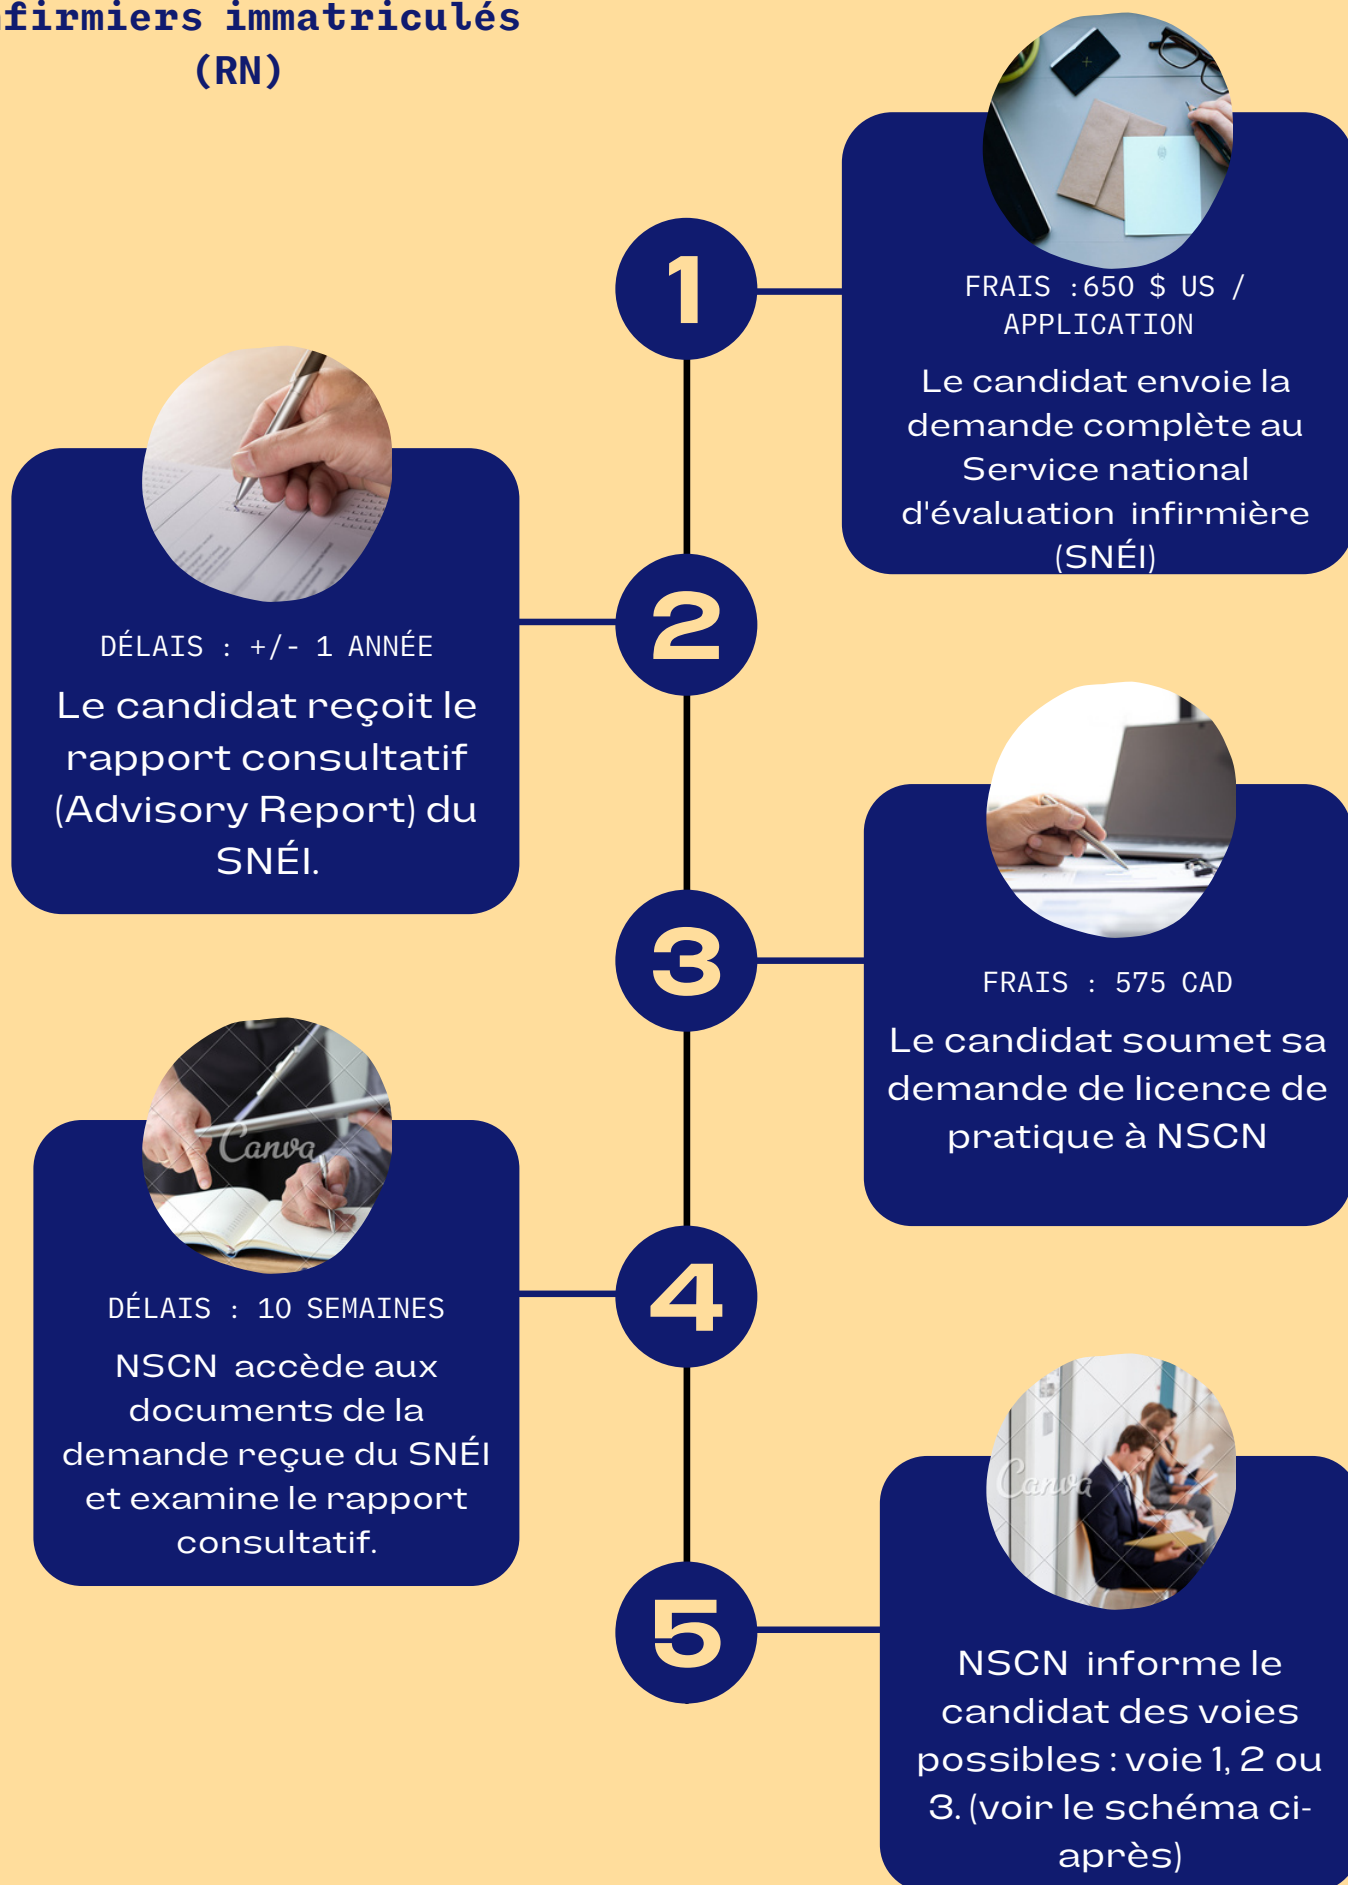 firmiers immatriculés
(RN)
1
FRAIS :650 $ US /
APPLICATION
Le candidat envoie la
demande complète au
Service national
d'évaluation infirmière
(SNÉI)
2
DÉLAIS : +/- 1 ANNÉE
Le candidat reçoit le
rapport consultatif
(Advisory Report) du
SNÉI.
3
FRAIS : 575 CAD
Le candidat soumet sa
demande de licence de
pratique à NSCN
4
Canva
DÉLAIS : 10 SEMAINES
NSCN accède aux
documents de la
demande reçue du SNÉI
et examine le rapport
consultatif.
5
Canva
NSCN informe le
candidat des voies
possibles : voie 1, 2 ou
3. (voir le schéma ci-
après)